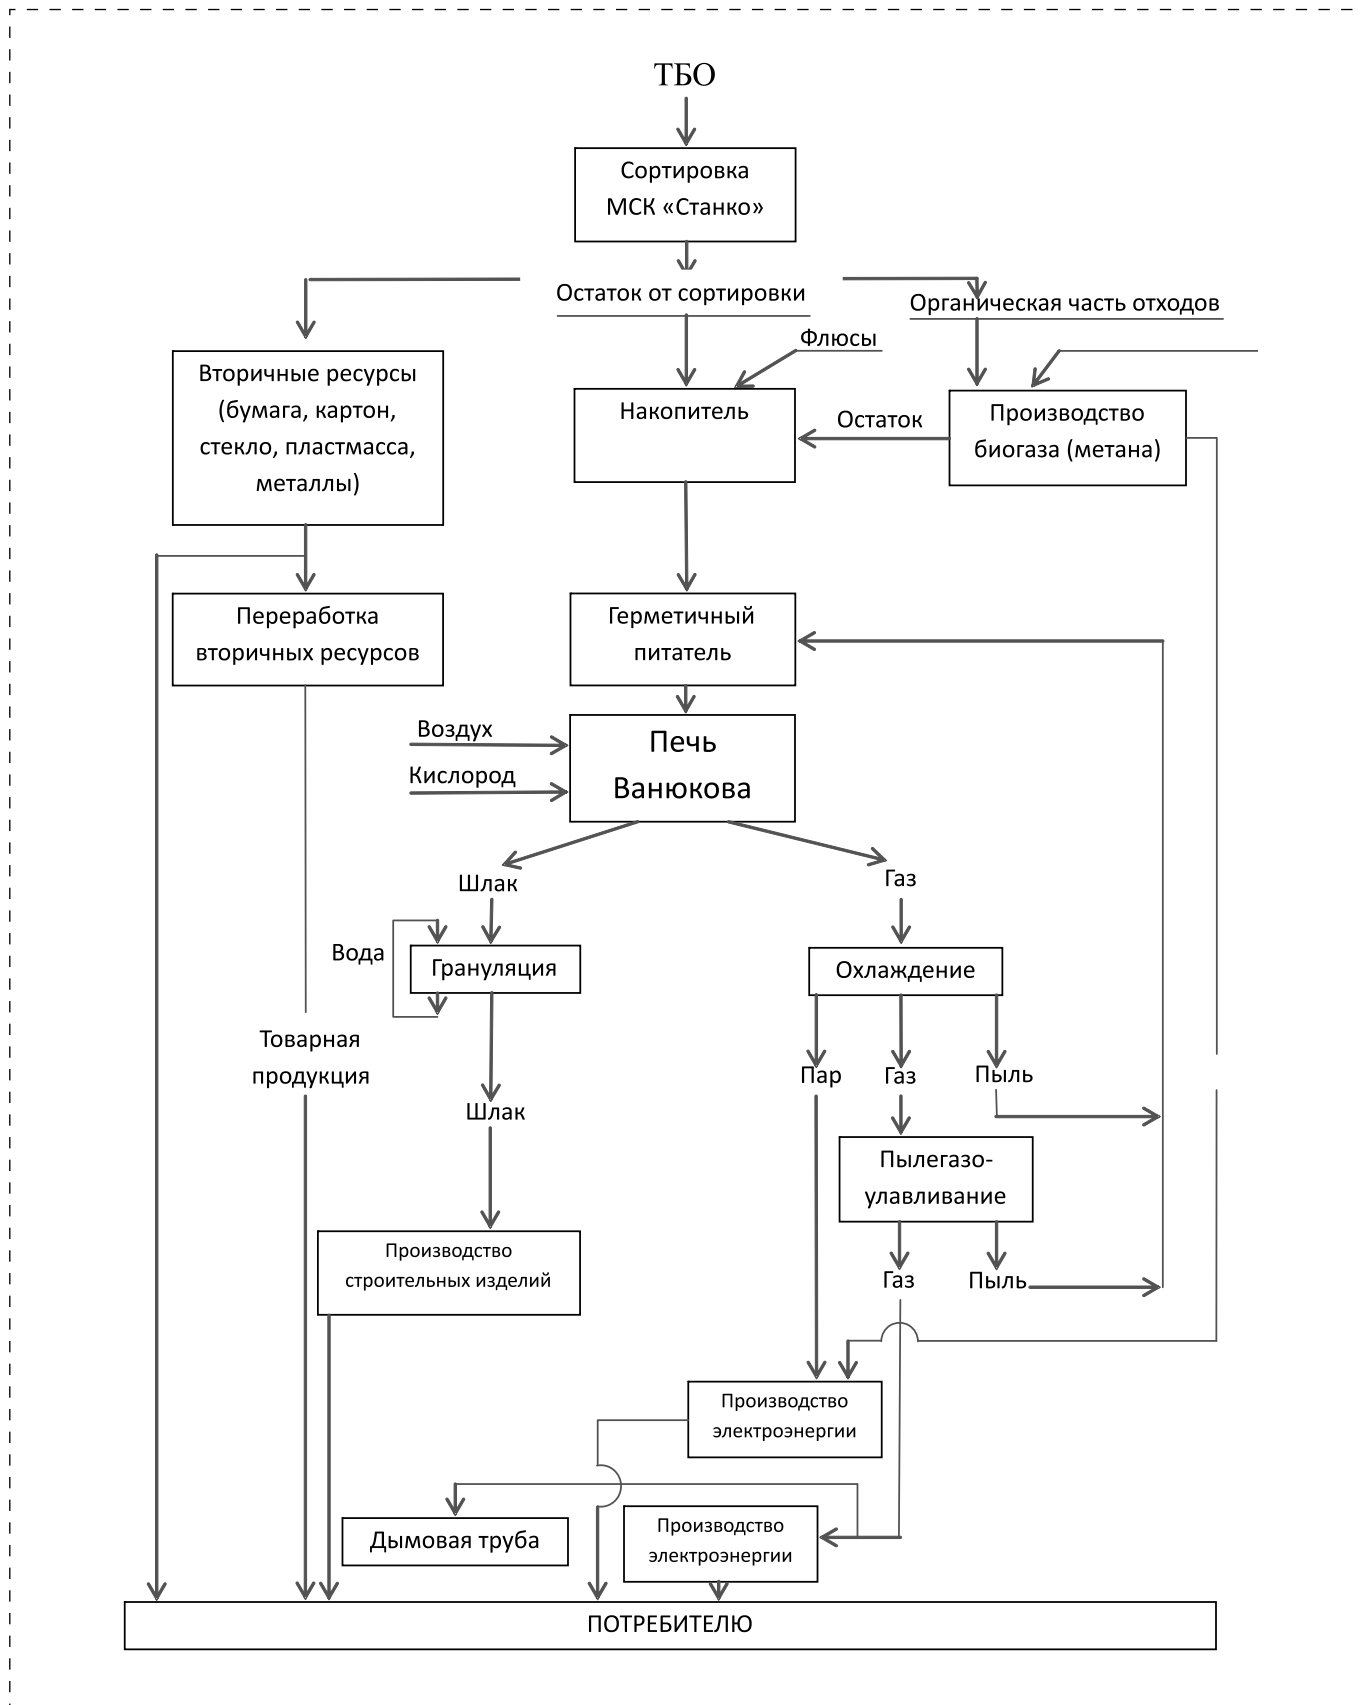 ТБО
Сортировка
МСК «Станко»
Остаток от сортировки
Органическая часть отходов
Флюсы
Вторичные ресурсы
(бумага, картон,
стекло, пластмасса,
металлы)
Накопитель
Остаток
Производство
биогаза (метана)
Переработка
вторичных ресурсов
Герметичный
питатель
Воздух
Кислород
Печь
Ванюкова
Шлак
Газ
Вода
Грануляция
Охлаждение
Товарная
продукция
Пар
Газ
Пыль
Шлак
Пылегазо-
улавливание
Производство
строительных изделий
Газ
Пыль
Производство
электроэнергии
Дымовая труба
Производство
электроэнергии
ПОТРЕБИТЕЛЮ